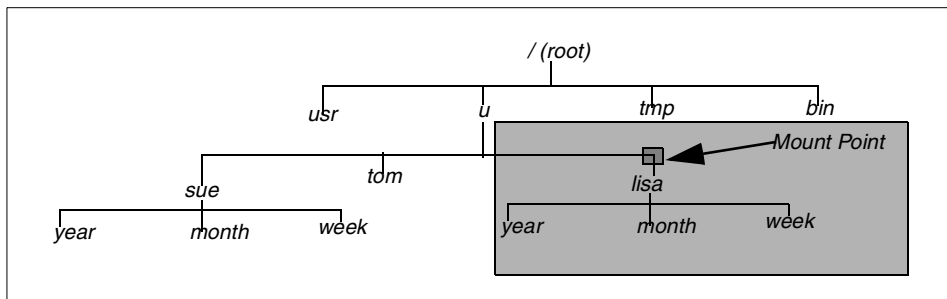 / (root)
usr u tmp bin
Mount Point
sue tom lisa
year month week year month week